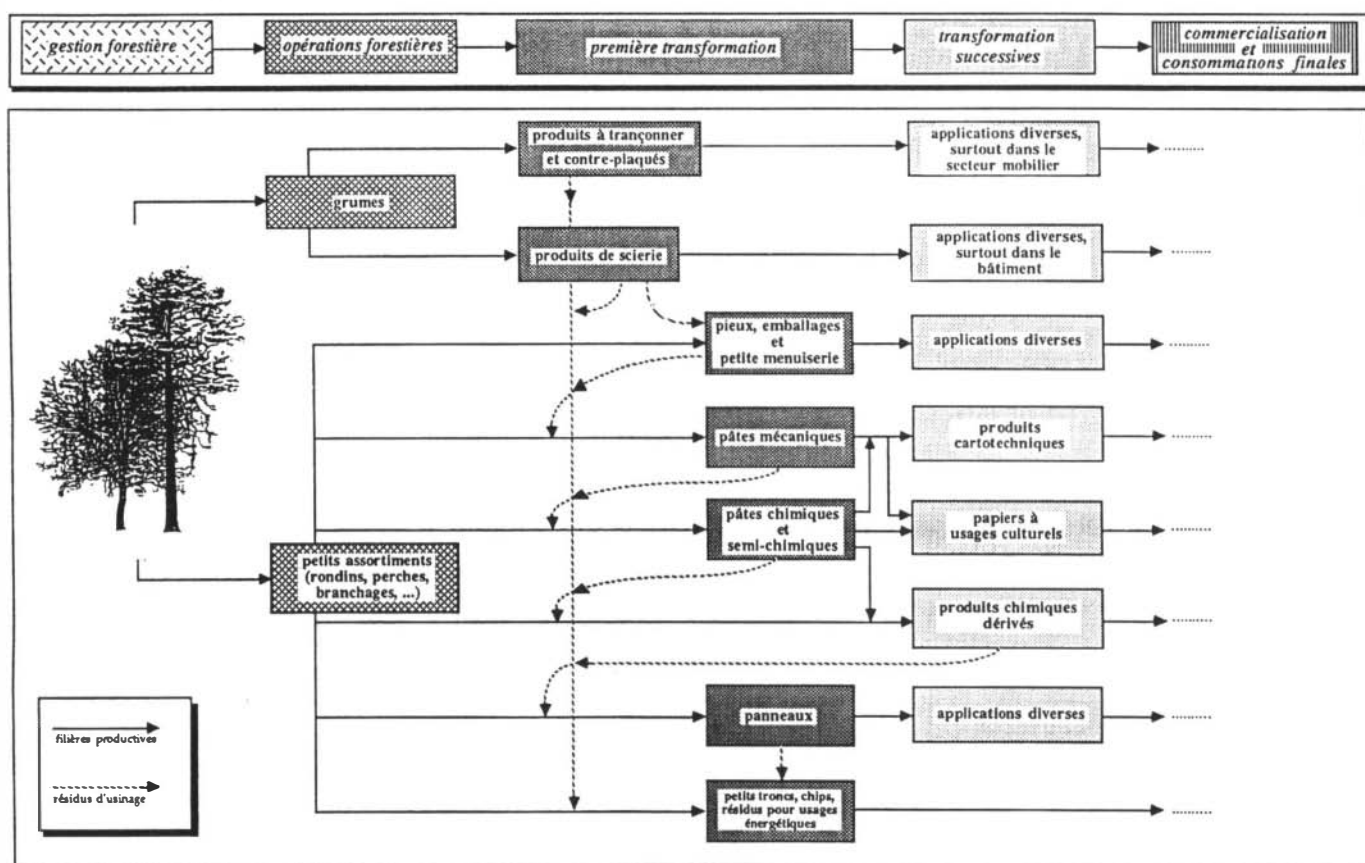 gestion forestière
opérations forestières
première transformation
transformation
successives
commercialisation
et
consommations finales
produits à trançonner
et contre-plaqués
applications diverses,
surtout dans le
secteur mobilier
.........
grumes
produits de scierie
applications diverses,
surtout dans le
bâtiment
.........
pieux, emballages
et
petite menuiserie
applications diverses
.........
pâtes mécaniques
produits
cartotechniques
.........
pâtes chimiques
et
semi-chimiques
papiers à
usages culturels
.........
petits assortiments
(rondins, perches,
branchages, ...)
produits chimiques
dérivés
.........
panneaux
applications diverses
.........
filières productives
résidus d'usinage
petits troncs, chips,
résidus pour usages
énergétiques
.........